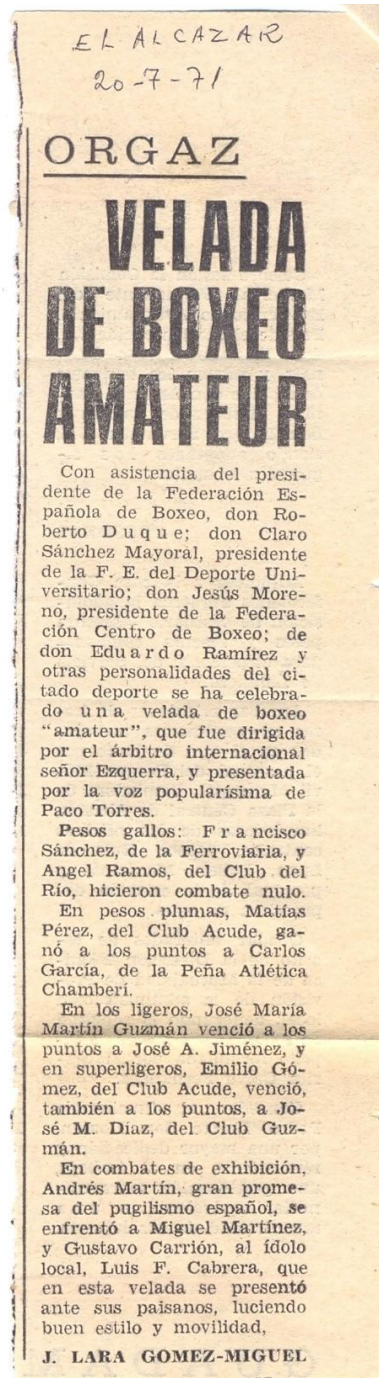 EL ALCAZAR
20-7-71
ORGAZ
VELADA
DE BOXEO
AMATEUR
Con asistencia del presi-
dente de la Federación Es-
pañola de Boxeo, don Ro-
berto Duque; don Claro
Sánchez Mayoral, presidente
de la F. E. del Deporte Uni-
versitario; don Jesús More-
no, presidente de la Federa-
ción Centro de Boxeo; de
don Eduardo Ramírez y
otras personalidades del ci-
tado deporte se ha celebra-
do una velada de boxeo
"amateur", que fue dirigida
por el árbitro internacional
señor Ezquerra, y presentada
por la voz popularísima de
Paco Torres.
Pesos gallos: Francisco
Sánchez, de la Ferroviaria, y
Angel Ramos, del Club del
Río, hicieron combate nulo.
En pesos plumas, Matías
Pérez, del Club Acude, ga-
nó a los puntos a Carlos
García, de la Peña Atlética
Chamberí.
En los ligeros, José María
Martín Guzmán venció a los
puntos a José A. Jiménez, y
en superligeros, Emilio Gó-
mez, del Club Acude, venció,
también a los puntos, a Jo-
sé M. Díaz, del Club Guz-
mán.
En combates de exhibición,
Andrés Martín, gran prome-
sa del pugilismo español, se
enfrentó a Miguel Martínez,
y Gustavo Carrión, al ídolo
local, Luis F. Cabrera, que
en esta velada se presentó
ante sus paisanos, luciendo
buen estilo y movilidad,
J. LARA GOMEZ-MIGUEL